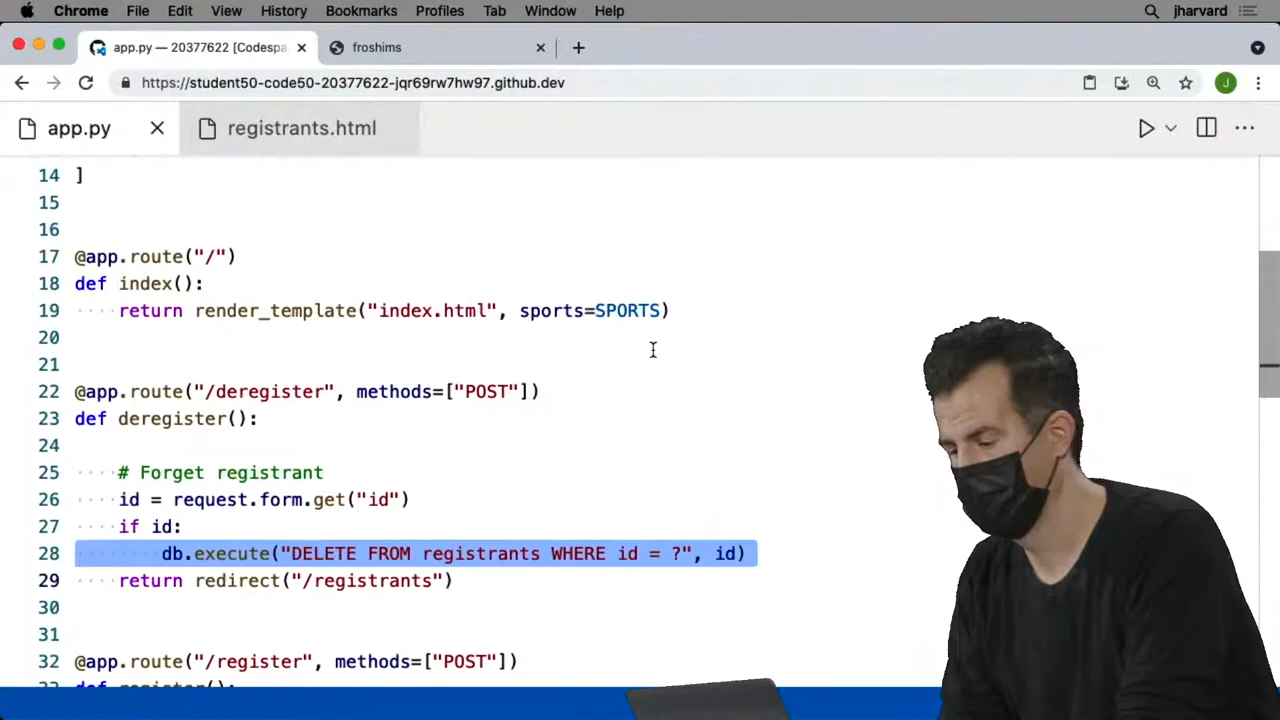 Chrome File Edit View History Bookmarks Profiles Tab Window Help jharvard
app.py — 20377622 [Codespa froshims
https://student50-code50-20377622-jqr69rw7hw97.github.dev J
app.py registrants.html
14 ]
15
16
17 @app.route("/")
18 def index():
19 return render_template("index.html", sports=SPORTS)
20
21
22 @app.route("/deregister", methods=["POST"])
23 def deregister():
24
25 # Forget registrant
26 id = request.form.get("id")
27 if id:
28 db.execute("DELETE FROM registrants WHERE id = ?", id)
29 return redirect("/registrants")
30
31
32 @app.route("/register", methods=["POST"])